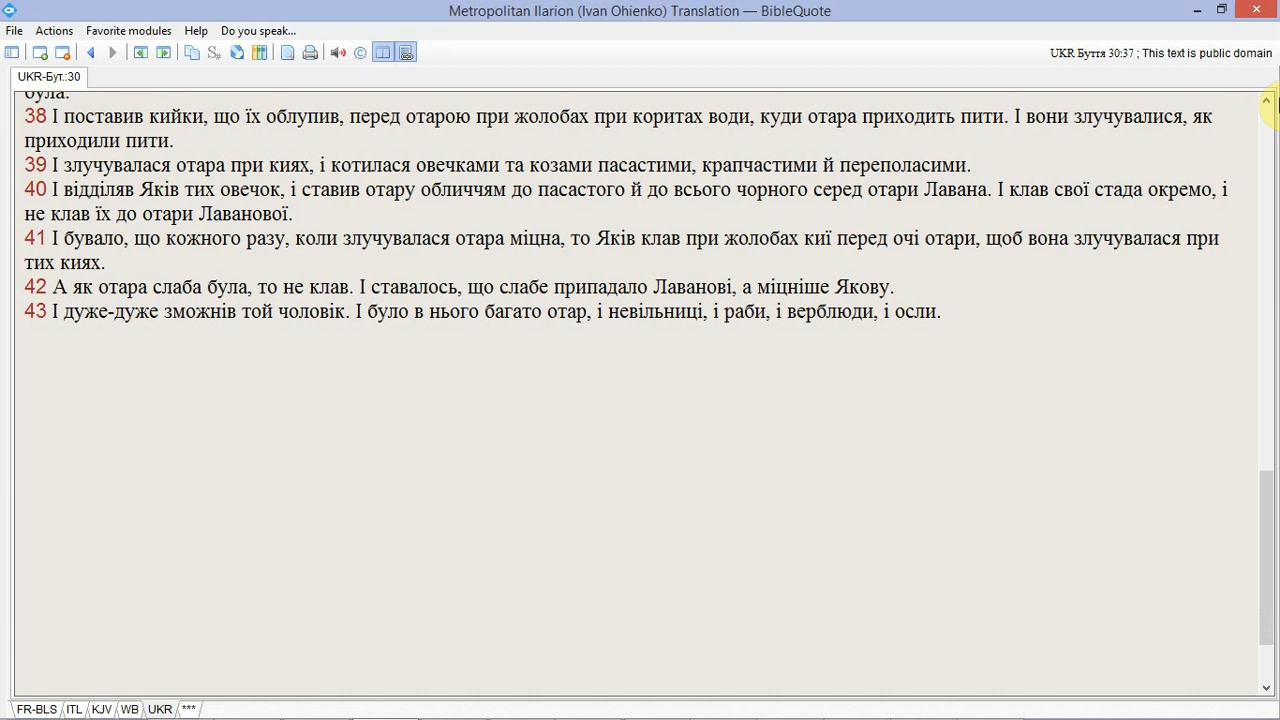 Metropolitan Ilarion (Ivan Ohienko) Translation — BibleQuote
File Actions Favorite modules Help Do you speak...
UKR Буття 30:37 ; This text is public domain
UKR-Бут.:30
була.
38 І поставив кийки, що їх облупив, перед отарою при жолобах при коритах води, куди отара приходить пити. І вони злучувалися, як
приходили пити.
39 І злучувалася отара при киях, і котилася овечками та козами пасастими, крапчастими й переполасими.
40 І відділяв Яків тих овечок, і ставив отару обличчям до пасастого й до всього чорного серед отари Лавана. І клав свої стада окремо, і
не клав їх до отари Лаванової.
41 І бувало, що кожного разу, коли злучувалася отара міцна, то Яків клав при жолобах киї перед очі отари, щоб вона злучувалася при
тих киях.
42 А як отара слаба була, то не клав. І ставалось, що слабе припадало Лаванові, а міцніше Якову.
43 І дуже-дуже зможнів той чоловік. І було в нього багато отар, і невільниці, і раби, і верблюди, і осли.
FR-BLS ITL KJV WB UKR ***